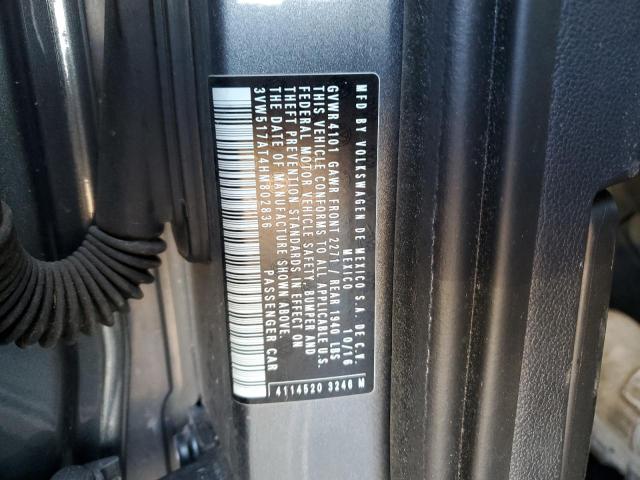 MFD BY VOLKSWAGEN DE MEXICO S.A. DE C.V.
MEXICO 10/16
GVWR 4101 GAWR FRONT 2271 / REAR 1940 LBS
THIS VEHICLE CONFORMS TO ALL APPLICABLE U.S.
FEDERAL MOTOR VEHICLE SAFETY, BUMPER AND
THEFT PREVENTION STANDARDS IN EFFECT ON
THE DATE OF MANUFACTURE SHOWN ABOVE.
3VW517AT4HM802836 PASSENGER CAR
4114520 3246 M